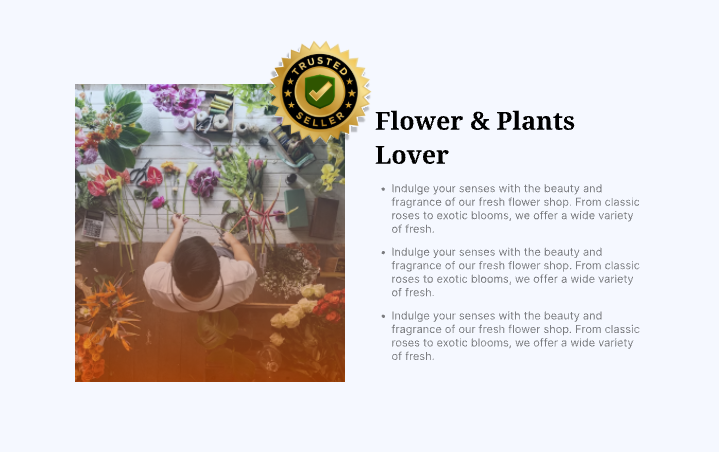 TRUSTED
SELLER
Flower & Plants
Lover
• Indulge your senses with the beauty and
fragrance of our fresh flower shop. From classic
roses to exotic blooms, we offer a wide variety
of fresh.
• Indulge your senses with the beauty and
fragrance of our fresh flower shop. From classic
roses to exotic blooms, we offer a wide variety
of fresh.
• Indulge your senses with the beauty and
fragrance of our fresh flower shop. From classic
roses to exotic blooms, we offer a wide variety
of fresh.